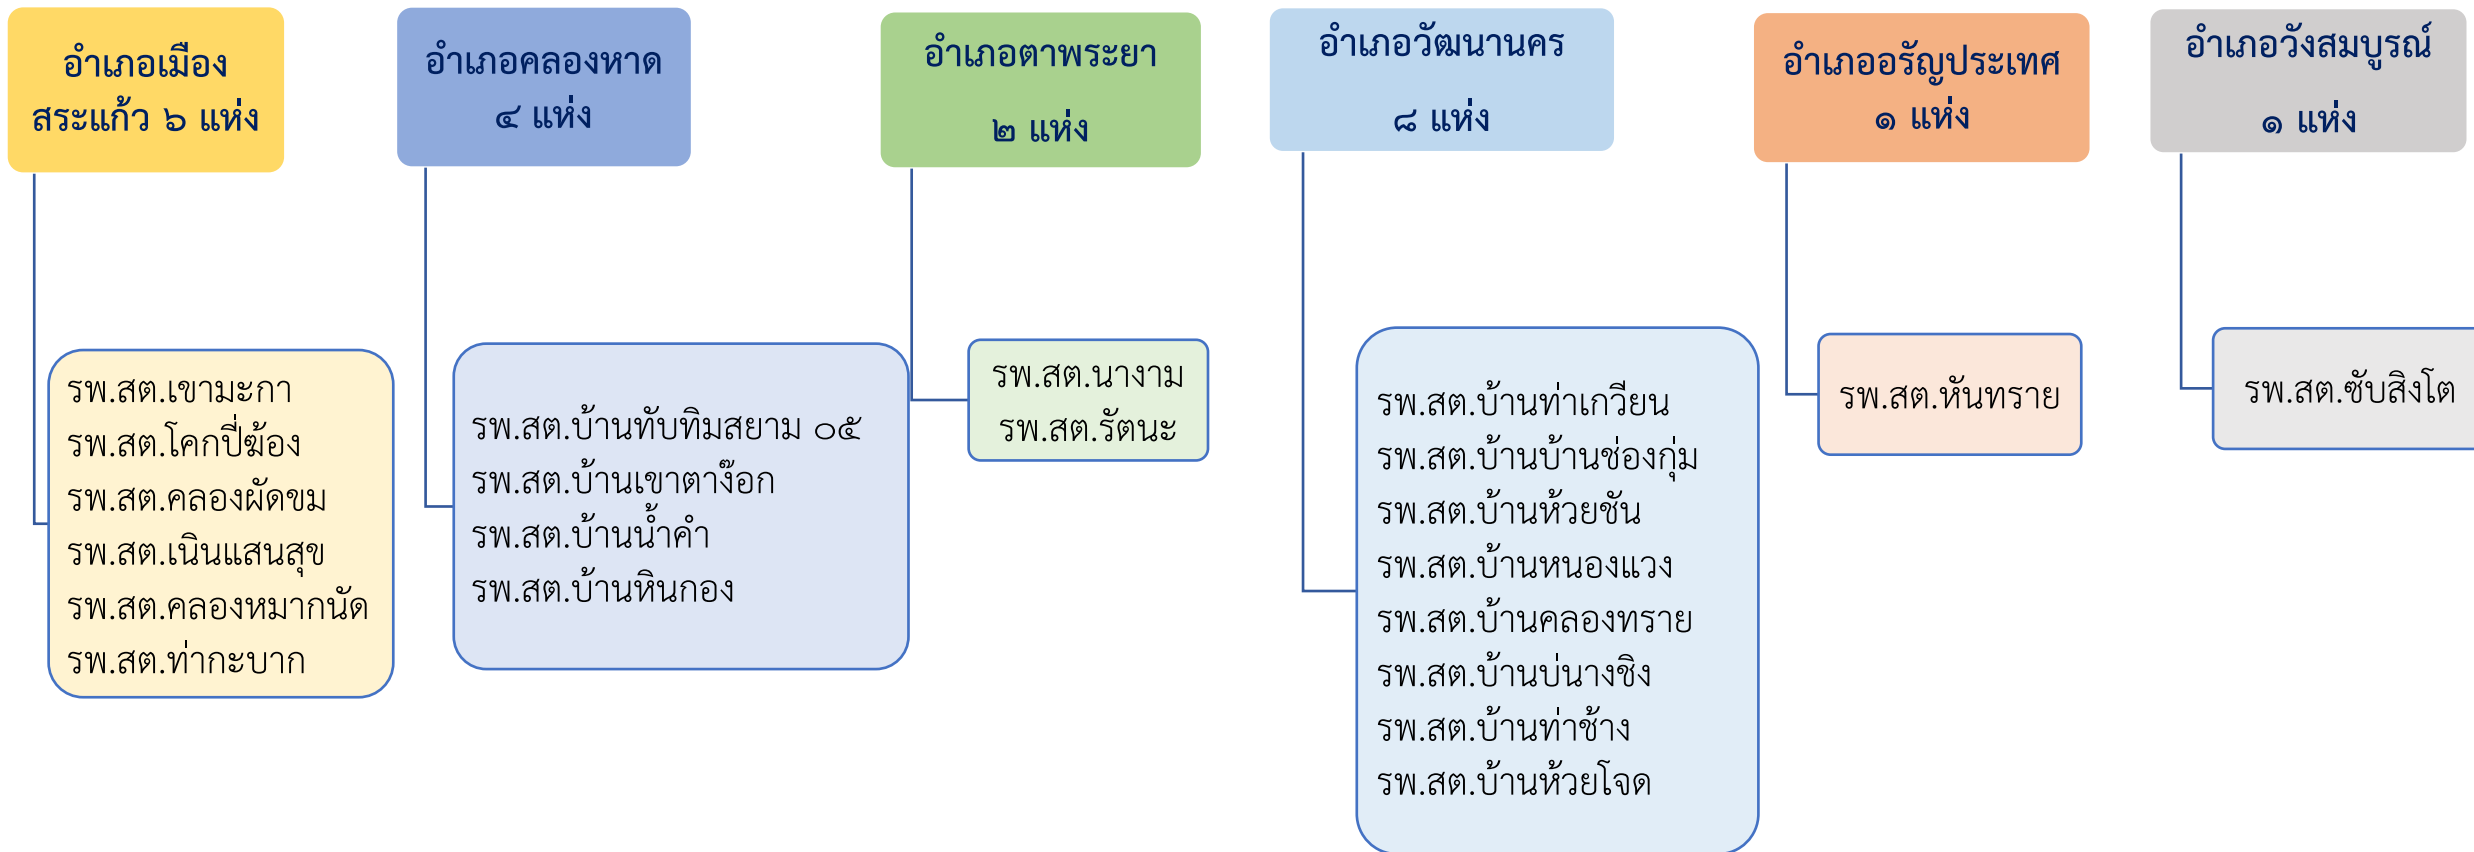 อำเภอเมือง
สระแก้ว ๖ แห่ง
รพ.สต.เขามะกา
รพ.สต.โคกปี่ฆ้อง
รพ.สต.คลองผัดขม
รพ.สต.เนินแสนสุข
รพ.สต.คลองหมากนัด
รพ.สต.ท่ากะบาก
อำเภอคลองหาด
๔ แห่ง
รพ.สต.บ้านทับทิมสยาม ๐๕
รพ.สต.บ้านเขาตาง๊อก
รพ.สต.บ้านน้ำคำ
รพ.สต.บ้านหินกอง
อำเภอตาพระยา
๒ แห่ง
รพ.สต.นางาม
รพ.สต.รัตนะ
อำเภอวัฒนานคร
๘ แห่ง
รพ.สต.บ้านท่าเกวียน
รพ.สต.บ้านบ้านช่องกุ่ม
รพ.สต.บ้านห้วยชัน
รพ.สต.บ้านหนองแวง
รพ.สต.บ้านคลองทราย
รพ.สต.บ้านบ่นางชิง
รพ.สต.บ้านท่าช้าง
รพ.สต.บ้านห้วยโจด
อำเภออรัญประเทศ
๑ แห่ง
รพ.สต.หันทราย
อำเภอวังสมบูรณ์
๑ แห่ง
รพ.สต.ซับสิงโต